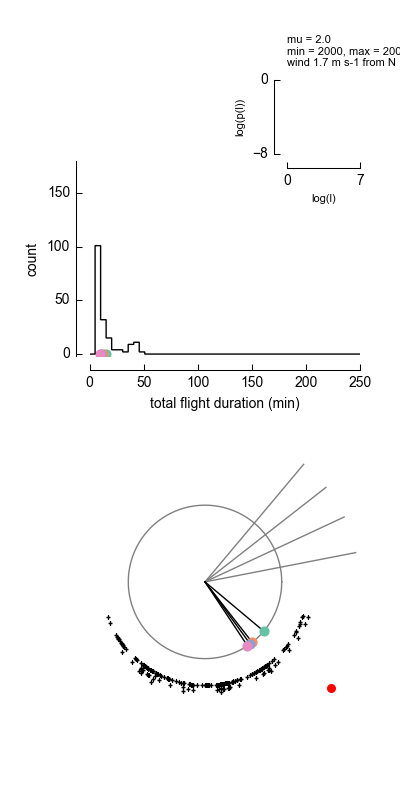 mu = 2.0
min = 2000, max = 200
wind 1.7 m s-1 from N
0
log(p(l))
−8
0 7
log(l)
150
count
100
50
0
0 50 100 150 200 250
total flight duration (min)